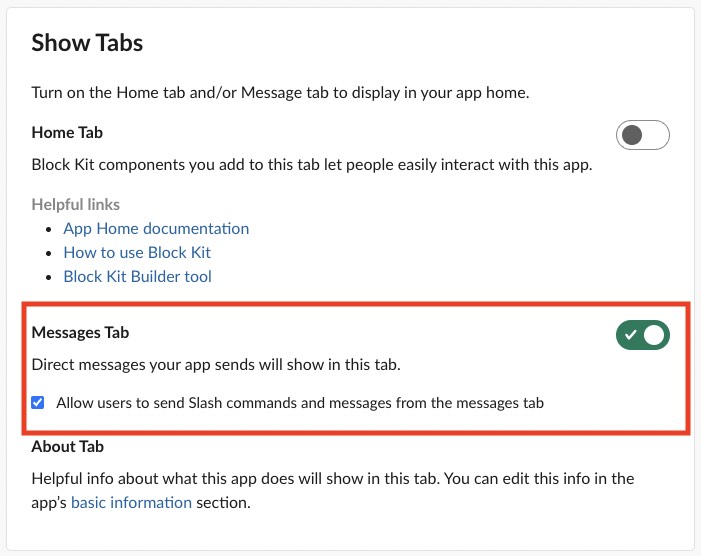 Show Tabs
Turn on the Home tab and/or Message tab to display in your app home.
Home Tab
Block Kit components you add to this tab let people easily interact with this app.
Helpful links
App Home documentation
How to use Block Kit
Block Kit Builder tool
Messages Tab
Direct messages your app sends will show in this tab.
Allow users to send Slash commands and messages from the messages tab
About Tab
Helpful info about what this app does will show in this tab. You can edit this info in the
app's basic information section.